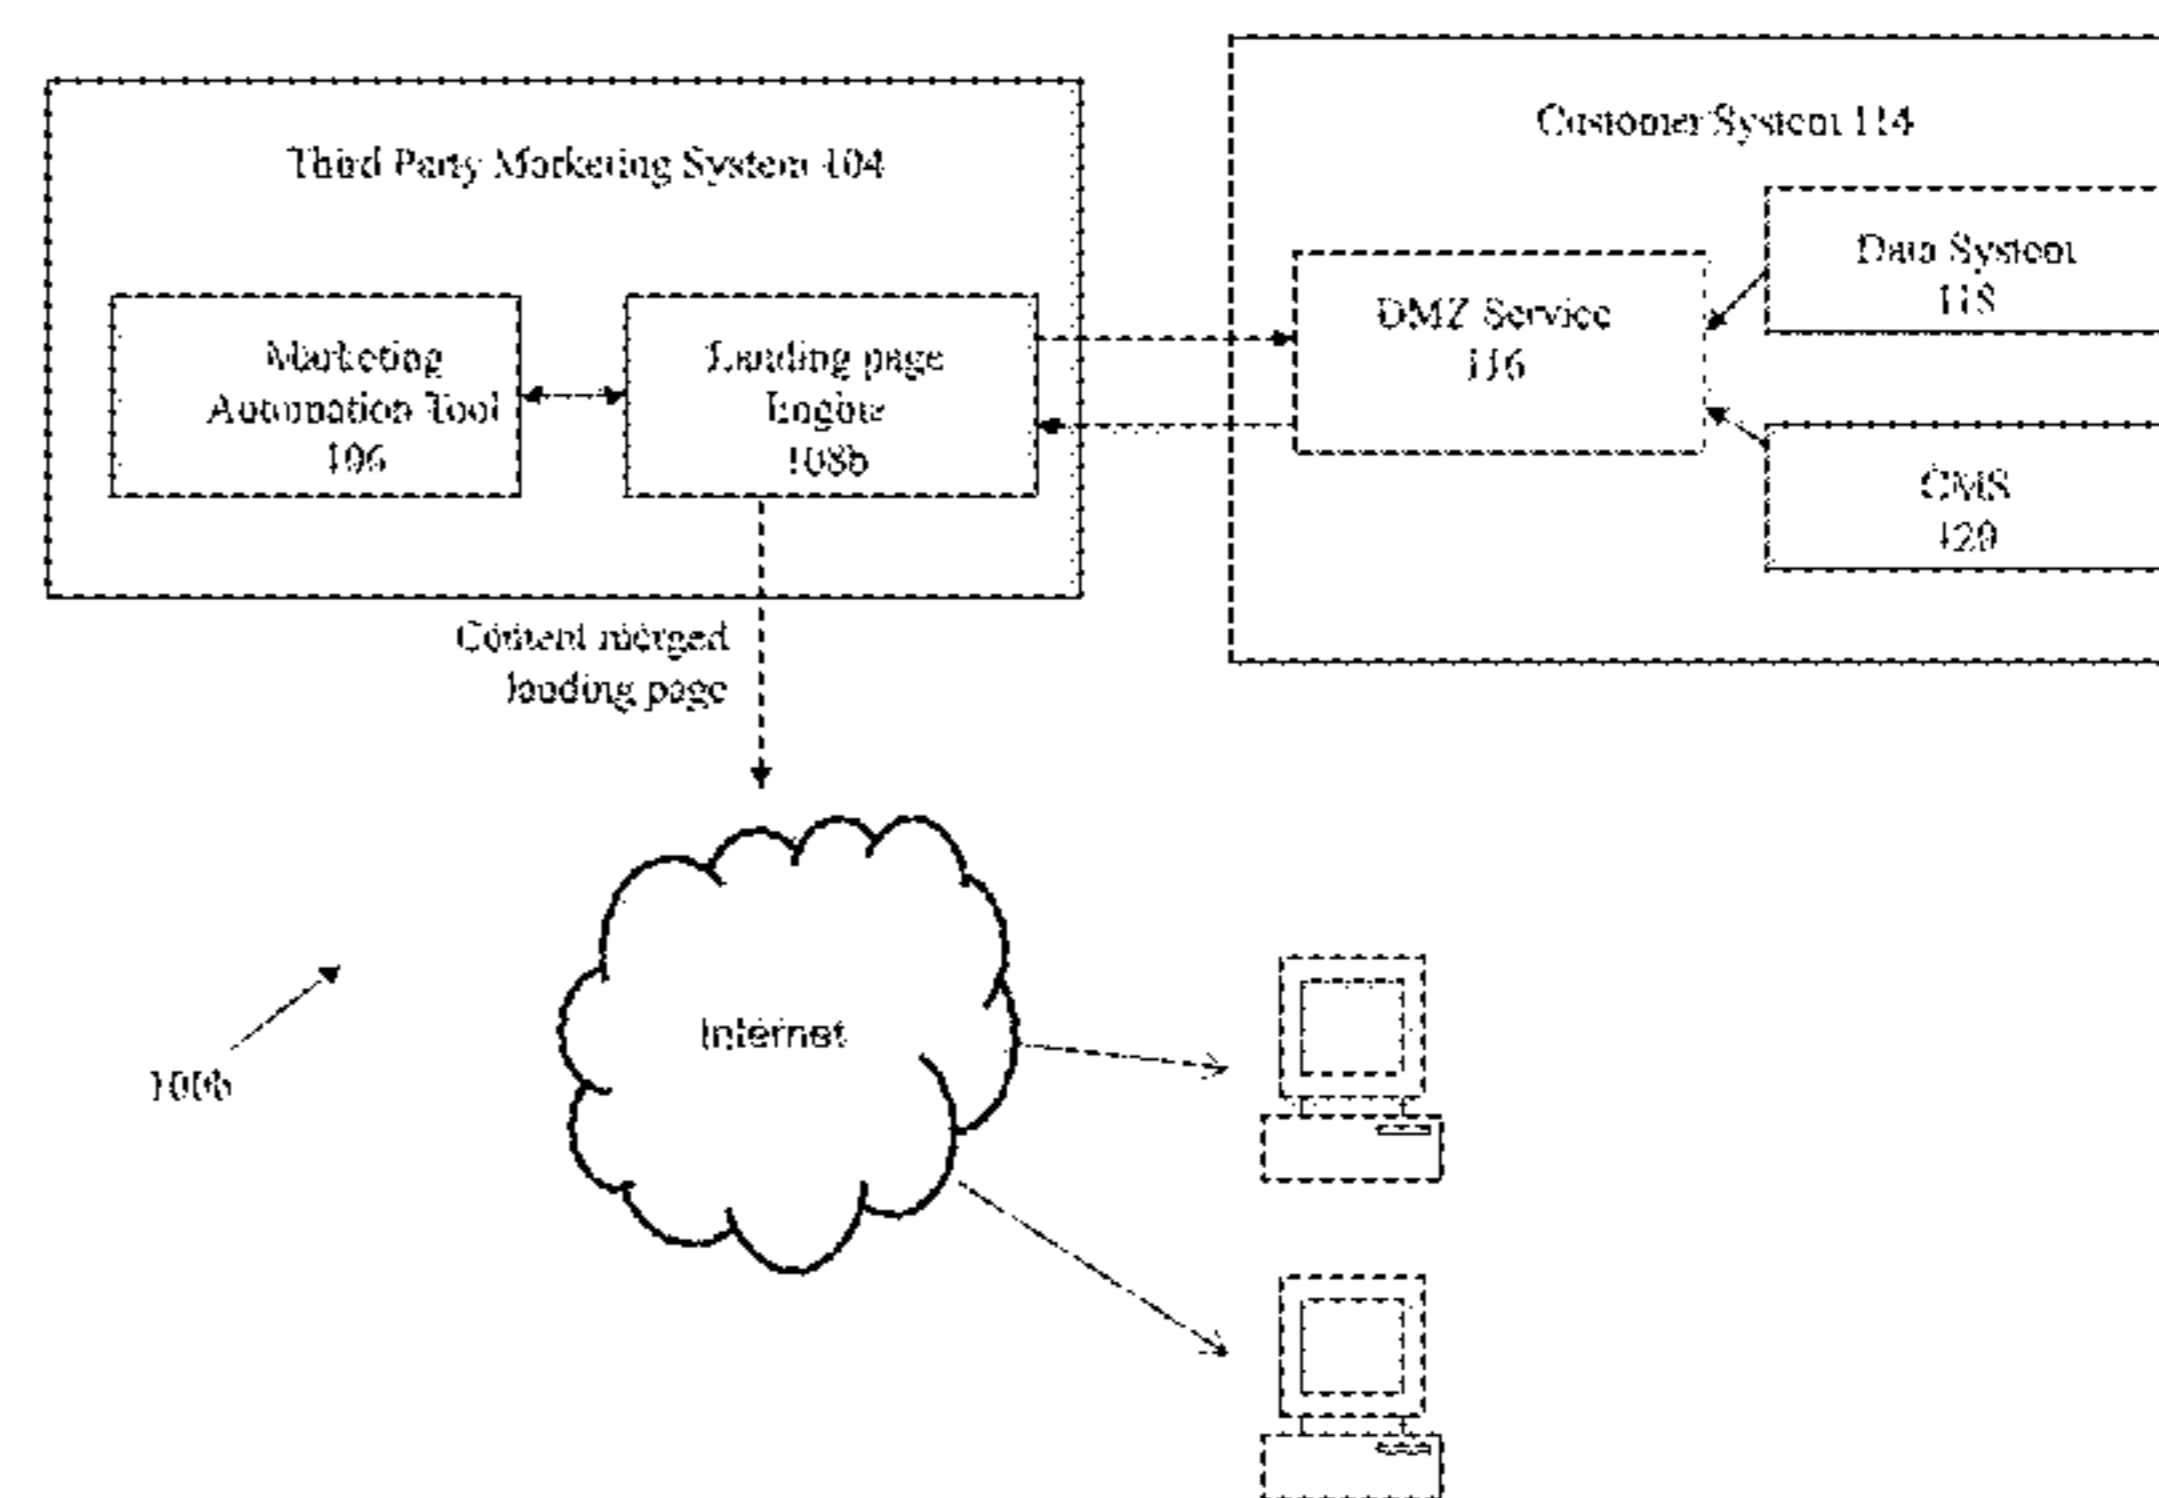 Third Party Marketing System 104
Customer System 114
Data System
118
DMZ Service
116
Marketing
Automation Tool
106
Landing page
Engine
108b
CMS
120
Content merged
landing page
Internet
100b